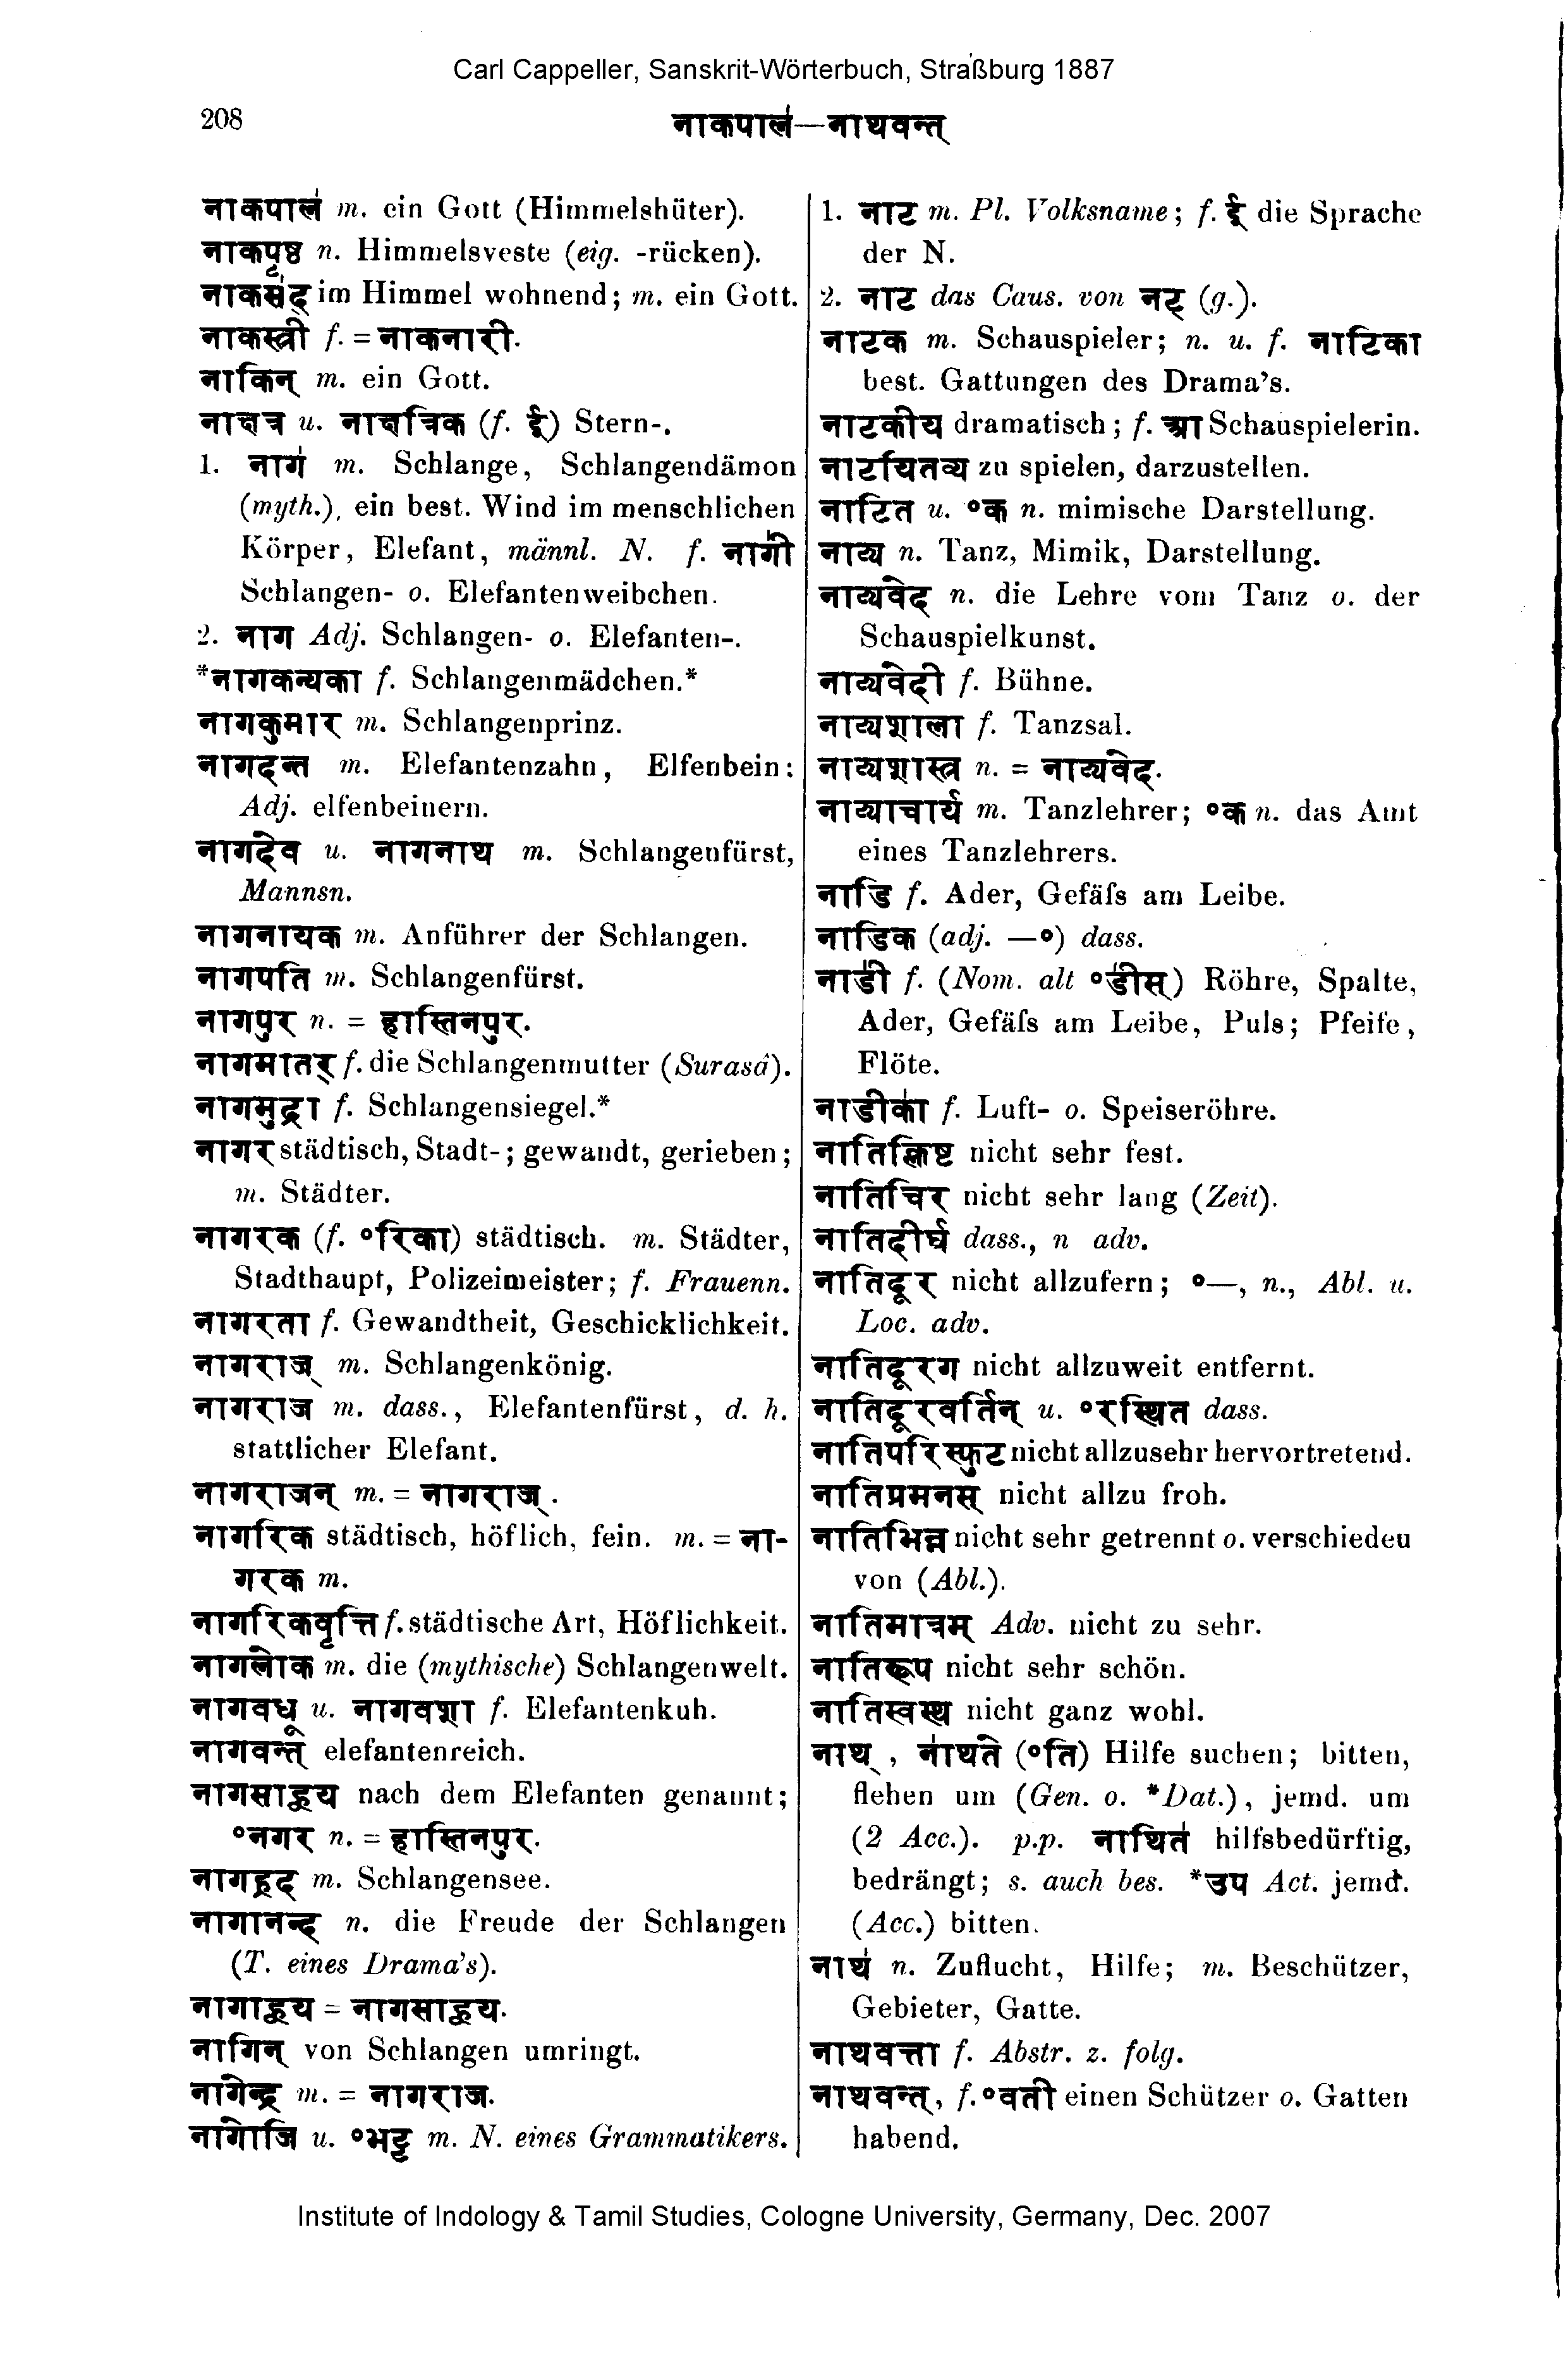 Carl Cappeller, Sanskrit-Wörterbuch, Straßburg 1887
208
नाकपाल॑—नाथवन्त्
नाकपाल॑ m. ein Gott (Himmelshüter).
नाकपृष्ठ n. Himmelsveste (eig. -rücken).
नाकस॑द् im Himmel wohnend; m. ein Gott.
नाकस्त्री f. = नाकनारी.
नाकिन् m. ein Gott.
नाक्षत्र u. नाक्षत्रिक (f. ई) Stern-.
1. नाग॑ m. Schlange, Schlangendämon
(myth.), ein best. Wind im menschlichen
Körper, Elefant, männl. N. f. नागी॑
Schlangen- o. Elefantenweibchen.
2. नाग Adj. Schlangen- o. Elefanten-.
*नागकन्यका f. Schlangenmädchen.*
नागकुमार m. Schlangenprinz.
नागदन्त m. Elefantenzahn, Elfenbein:
Adj. elfenbeinern.
नागदेव u. नागनाथ m. Schlangenfürst,
Mannsn.
नागनायक m. Anführer der Schlangen.
नागपति m. Schlangenfürst.
नागपुर n. = हास्तिनपुर.
नागमातर् f. die Schlangenmutter (Surasâ).
नागमुद्रा f. Schlangensiegel.*
नागर städtisch, Stadt-; gewandt, gerieben;
m. Städter.
नागरक (f. °रिका) städtisch. m. Städter,
Stadthaupt, Polizeimeister; f. Frauenn.
नागरता f. Gewandtheit, Geschicklichkeit.
नागराज् m. Schlangenkönig.
नागराज m. dass., Elefantenfürst, d. h.
stattlicher Elefant.
नागराजन् m. = नागराज्.
नागरिक städtisch, höflich, fein. m. = ना-
गरक m.
नागरिकवृत्ति f. städtische Art, Höflichkeit.
नागलोक m. die (mythische) Schlangenwelt.
नागवधू u. नागवशा f. Elefantenkuh.
नागवन्त् elefantenreich.
नागसाह्वय nach dem Elefanten genannt;
°नगर n. = हास्तिनपुर.
नागह्रद m. Schlangensee.
नागानन्द n. die Freude der Schlangen
(T. eines Drama's).
नागाह्वय = नागसाह्वय.
नागिन् von Schlangen umringt.
नागेन्द्र m. = नागराज.
नागोजि u. °भट्ट m. N. eines Grammatikers.
1. नाट m. Pl. Volksname; f. ई die Sprache
der N.
2. नाट das Caus. von नट् (g.).
नाटक m. Schauspieler; n. u. f. नाटिका
best. Gattungen des Drama's.
नाटकीय dramatisch; f. आ Schauspielerin.
नाटयितव्य zu spielen, darzustellen.
नाटित u. °क n. mimische Darstellung.
नाट्य n. Tanz, Mimik, Darstellung.
नाट्यवेद n. die Lehre vom Tanz o. der
Schauspielkunst.
नाट्यवेदी f. Bühne.
नाट्यशाला f. Tanzsal.
नाट्यशास्त्र n. = नाट्यवेद.
नाट्याचार्य m. Tanzlehrer; °क n. das Amt
eines Tanzlehrers.
नाडि f. Ader, Gefäſs am Leibe.
नाडिक (adj. —°) dass.
नाडी॑ f. (Nom. alt °डी॑स्) Röhre, Spalte,
Ader, Gefäſs am Leibe, Puls; Pfeife,
Flöte.
नाडीका॑ f. Luft- o. Speiseröhre.
नातिक्लिष्ट nicht sehr fest.
नातिचिर nicht sehr lang (Zeit).
नातिदीर्घ dass., n adv.
नातिदूर nicht allzufern; °—, n., Abl. u.
Loc. adv.
नातिदूरग nicht allzuweit entfernt.
नातिदूरवर्तिन् u. °रस्थित dass.
नातिपरिस्फुट nicht allzusehr hervortretend.
नातिप्रमनस् nicht allzu froh.
नातिभिन्न nicht sehr getrennt o. verschieden
von (Abl.).
नातिमात्रम् Adv. nicht zu sehr.
नातिरूप nicht sehr schön.
नातिस्वस्थ nicht ganz wohl.
नाथ्, ना॑थते (°ति) Hilfe suchen; bitten,
flehen um (Gen. o. *Dat.), jemd. um
(2 Acc.). p.p. नाथित॑ hilfsbedürftig,
bedrängt; s. auch bes. *उप Act. jemd.
(Acc.) bitten.
नाथ॑ n. Zuflucht, Hilfe; m. Beschützer,
Gebieter, Gatte.
नाथवत्ता f. Abstr. z. folg.
नाथवन्त्, f. °वती einen Schützer o. Gatten
habend.
Institute of Indology & Tamil Studies, Cologne University, Germany, Dec. 2007